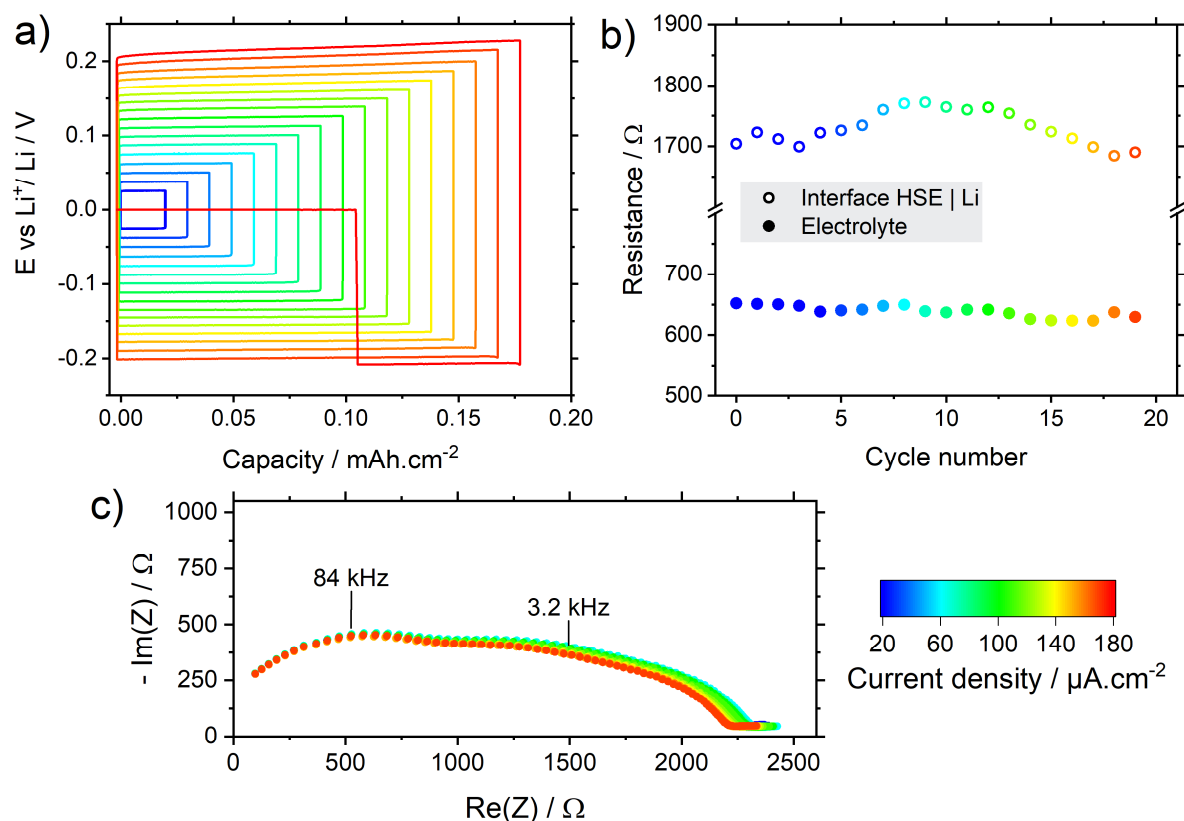 a)
0.2
0.1
0.0
-0.1
-0.2
E vs Li⁺/ Li / V
0.00
0.05
0.10
0.15
0.20
Capacity / mAh.cm⁻²
b)
1900
1800
1700
700
650
600
500
Resistance / Ω
Interface HSE | Li
Electrolyte
0
5
10
15
20
Cycle number
c)
1000
750
500
250
0
- Im(Z) / Ω
84 kHz
3.2 kHz
0
500
1000
1500
2000
2500
Re(Z) / Ω
20
60
100
140
180
Current density / µA.cm⁻²